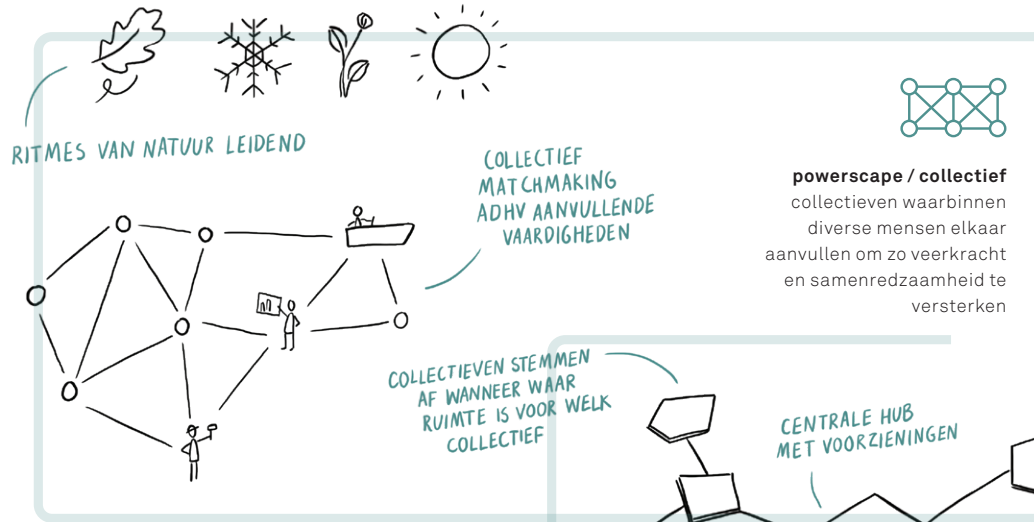 RITMES VAN NATUUR LEIDEND
COLLECTIEF
MATCHMAKING
ADHV AANVULLENDE
VAARDIGHEDEN
powerscape / collectief
collectieven waarbinnen
diverse mensen elkaar
aanvullen om zo veerkracht
en samenredzaamheid te
versterken
COLLECTIEVEN STEMMEN
AF WANNEER WAAR
RUIMTE IS VOOR WELK
COLLECTIEF
CENTRALE HUB
MET VOORZIENINGEN